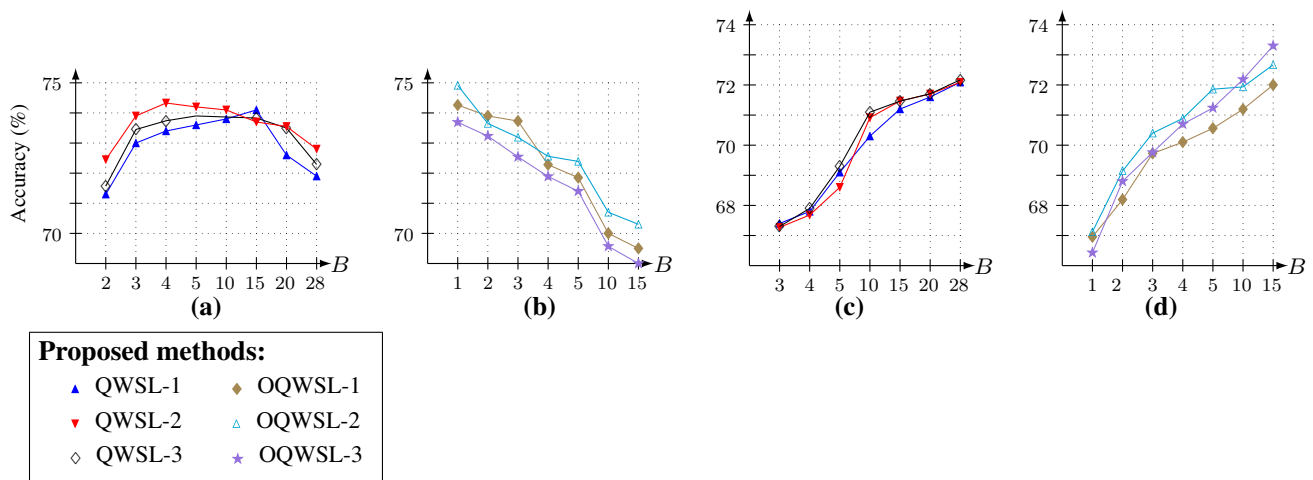 Accuracy (%)
75
70
2 3 4 5 10 15 20 28
B
(a)
75
70
1 2 3 4 5 10 15
B
(b)
74
72
70
68
3 4 5 10 15 20 28
B
(c)
74
72
70
68
1 2 3 4 5 10 15
B
(d)
Proposed methods:
QWSL-1 OQWSL-1
QWSL-2 OQWSL-2
QWSL-3 OQWSL-3